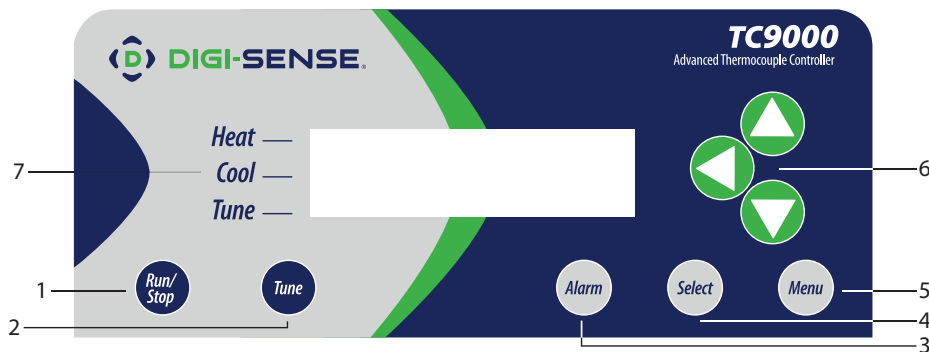 TC9000
Advanced Thermocouple Controller
D DIGI-SENSE®
Heat
7 Cool 6
Tune
Run/
Stop
Tune
Alarm
Select
Menu
1
5
2
4
3